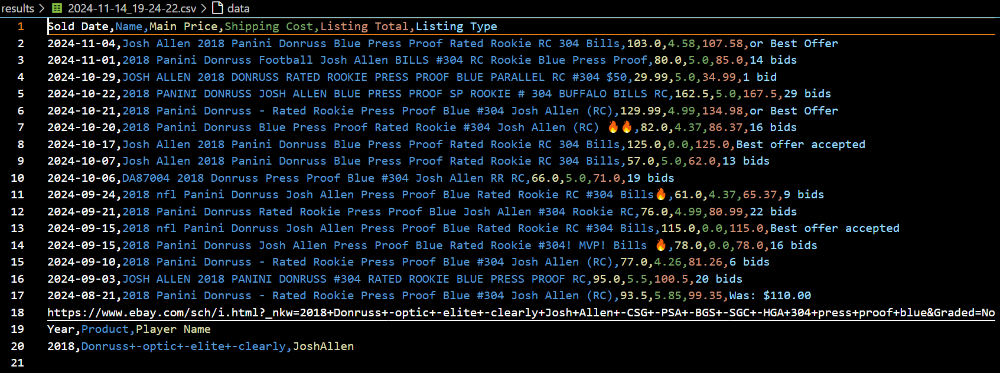 results > 2024-11-14_19-24-22.csv > data
1 Sold Date,Name,Main Price,Shipping Cost,Listing Total,Listing Type
2 2024-11-04,Josh Allen 2018 Panini Donruss Blue Press Proof Rated Rookie RC 304 Bills,103.0,4.58,107.58,or Best Offer
3 2024-11-01,2018 Panini Donruss Football Josh Allen BILLS #304 RC Rookie Blue Press Proof,80.0,5.0,85.0,14 bids
4 2024-10-29,JOSH ALLEN 2018 DONRUSS RATED ROOKIE PRESS PROOF BLUE PARALLEL RC #304 $50,29.99,5.0,34.99,1 bid
5 2024-10-22,2018 PANINI DONRUSS JOSH ALLEN BLUE PRESS PROOF SP ROOKIE # 304 BUFFALO BILLS RC,162.5,5.0,167.5,29 bids
6 2024-10-21,2018 Panini Donruss - Rated Rookie Press Proof Blue #304 Josh Allen (RC),129.99,4.99,134.98,or Best Offer
7 2024-10-20,2018 Panini Donruss Blue Press Proof Rated Rookie #304 Josh Allen (RC) 🔥🔥,82.0,4.37,86.37,16 bids
8 2024-10-17,Josh Allen 2018 Panini Donruss Blue Press Proof Rated Rookie RC 304 Bills,125.0,0.0,125.0,Best offer accepted
9 2024-10-07,Josh Allen 2018 Panini Donruss Blue Press Proof Rated Rookie RC 304 Bills,57.0,5.0,62.0,13 bids
10 2024-10-06,DA87004 2018 Donruss Press Proof Blue #304 Josh Allen RR RC,66.0,5.0,71.0,19 bids
11 2024-09-24,2018 nfl Panini Donruss Josh Allen Press Proof Blue Rated Rookie RC #304 Bills🔥,61.0,4.37,65.37,9 bids
12 2024-09-21,2018 Panini Donruss Rated Rookie Press Proof Blue Josh Allen #304 Rookie RC,76.0,4.99,80.99,22 bids
13 2024-09-15,2018 nfl Panini Donruss Josh Allen Press Proof Blue Rated Rookie RC #304 Bills,115.0,0.0,115.0,Best offer accepted
14 2024-09-15,2018 Panini Donruss Josh Allen Press Proof Blue Rated Rookie #304! MVP! Bills 🔥,78.0,0.0,78.0,16 bids
15 2024-09-10,2018 Panini Donruss - Rated Rookie Press Proof Blue #304 Josh Allen (RC),77.0,4.26,81.26,6 bids
16 2024-09-03,JOSH ALLEN 2018 PANINI DONRUSS #304 RATED ROOKIE BLUE PRESS PROOF RC,95.0,5.5,100.5,20 bids
17 2024-08-21,2018 Panini Donruss - Rated Rookie Press Proof Blue #304 Josh Allen (RC),93.5,5.85,99.35,Was: $110.00
18 https://www.ebay.com/sch/i.html?_nkw=2018+Donruss+-optic+-elite+-clearly+Josh+Allen+-CSG+-PSA+-BGS+-SGC+-HGA+304+press+proof+blue&Graded=No
19 Year,Product,Player Name
20 2018,Donruss+-optic+-elite+-clearly,JoshAllen
21